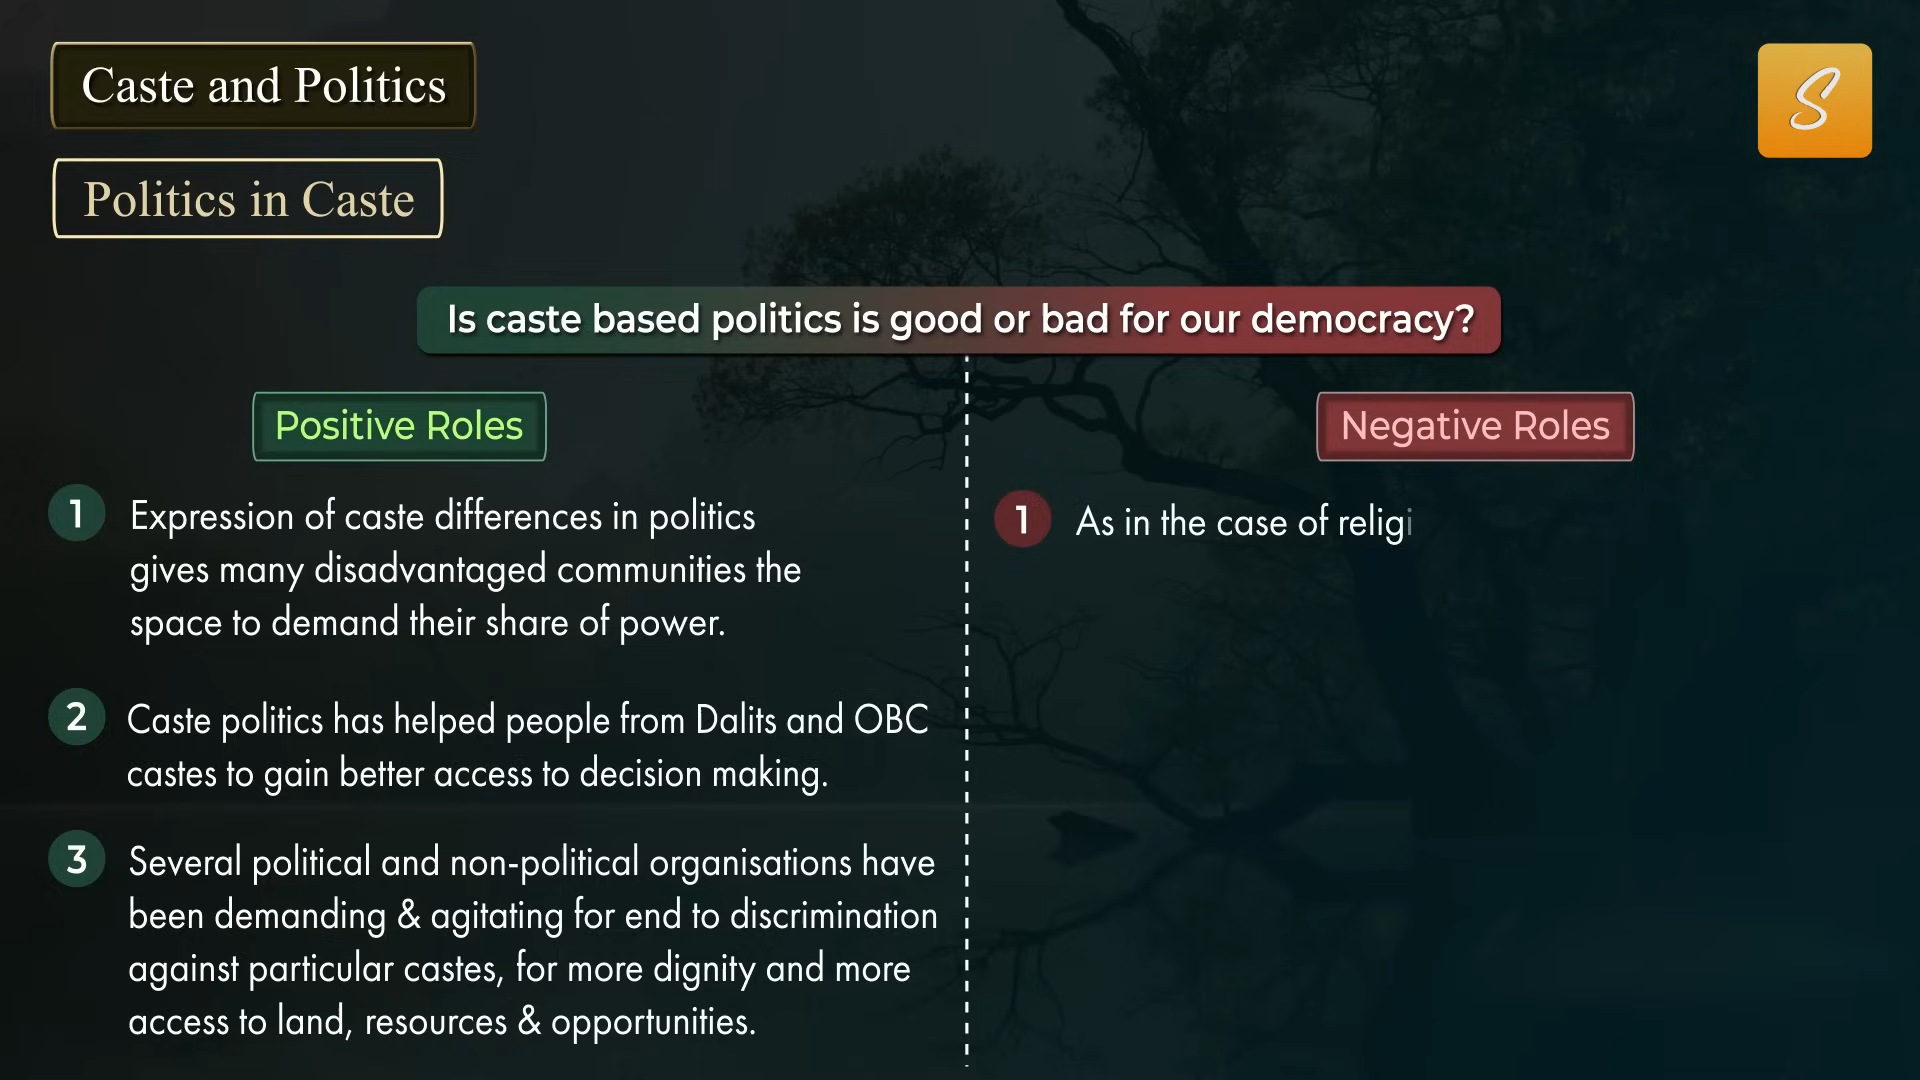 Caste and Politics
S
Politics in Caste
Is caste based politics is good or bad for our democracy?
Positive Roles
1 Expression of caste differences in politics
gives many disadvantaged communities the
space to demand their share of power.
2 Caste politics has helped people from Dalits and OBC
castes to gain better access to decision making.
3 Several political and non-political organisations have
been demanding & agitating for end to discrimination
against particular castes, for more dignity and more
access to land, resources & opportunities.
Negative Roles
1 As in the case of religi